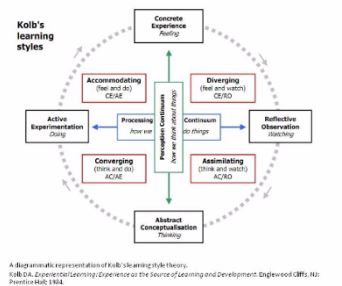 Kolb's
learning
styles
Concrete
Experience
Feeling
Accommodating
(feel and do)
CE/AE
Diverging
(feel and watch)
CE/RO
Active
Experimentation
Doing
Processing
how we
Perception Continuum
how we think about things
Continuum
do things
Reflective
Observation
Watching
Converging
(think and do)
AC/AE
Assimilating
(think and watch)
AC/RO
Abstract
Conceptualisation
Thinking
A diagrammatic representation of Kolb's learning style theory.
Kolb DA. Experiential Learning: Experience as the Source of Learning and Development. Englewood Cliffs, NJ:
Prentice Hall; 1984.